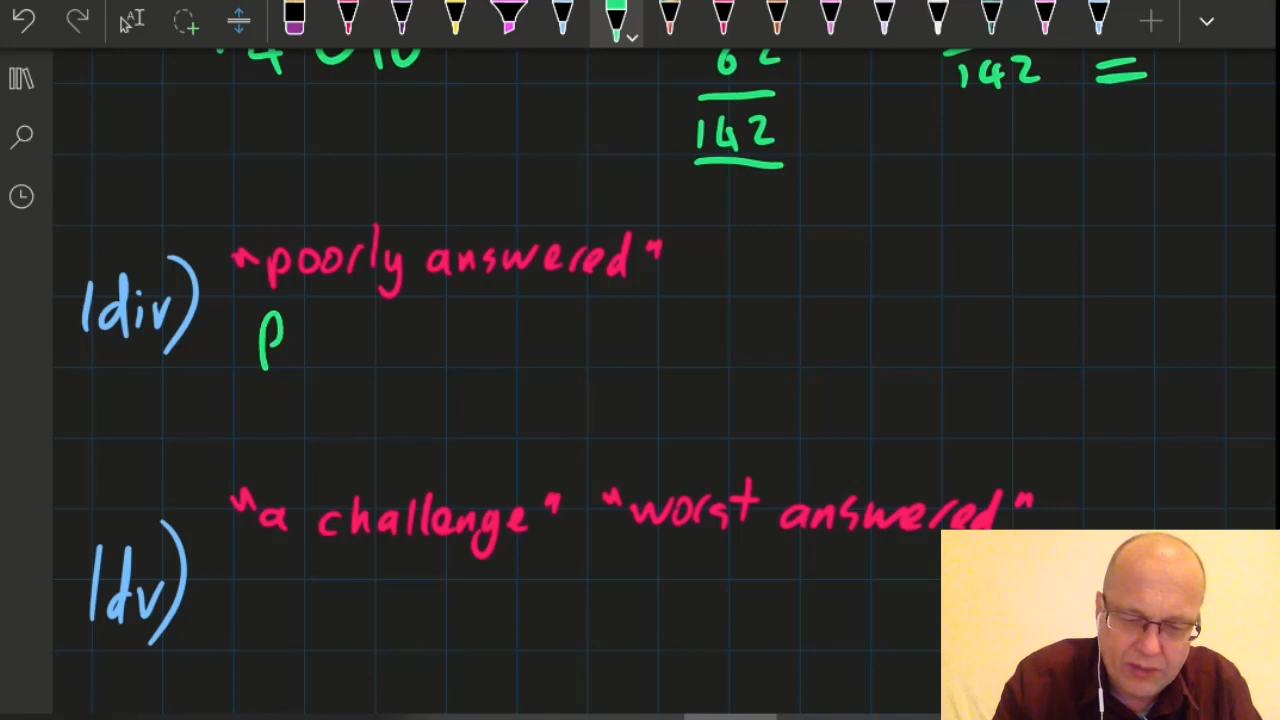 62
142 =
142
"poorly answered"
1div)
p
"a challenge" "worst answered"
1dv)